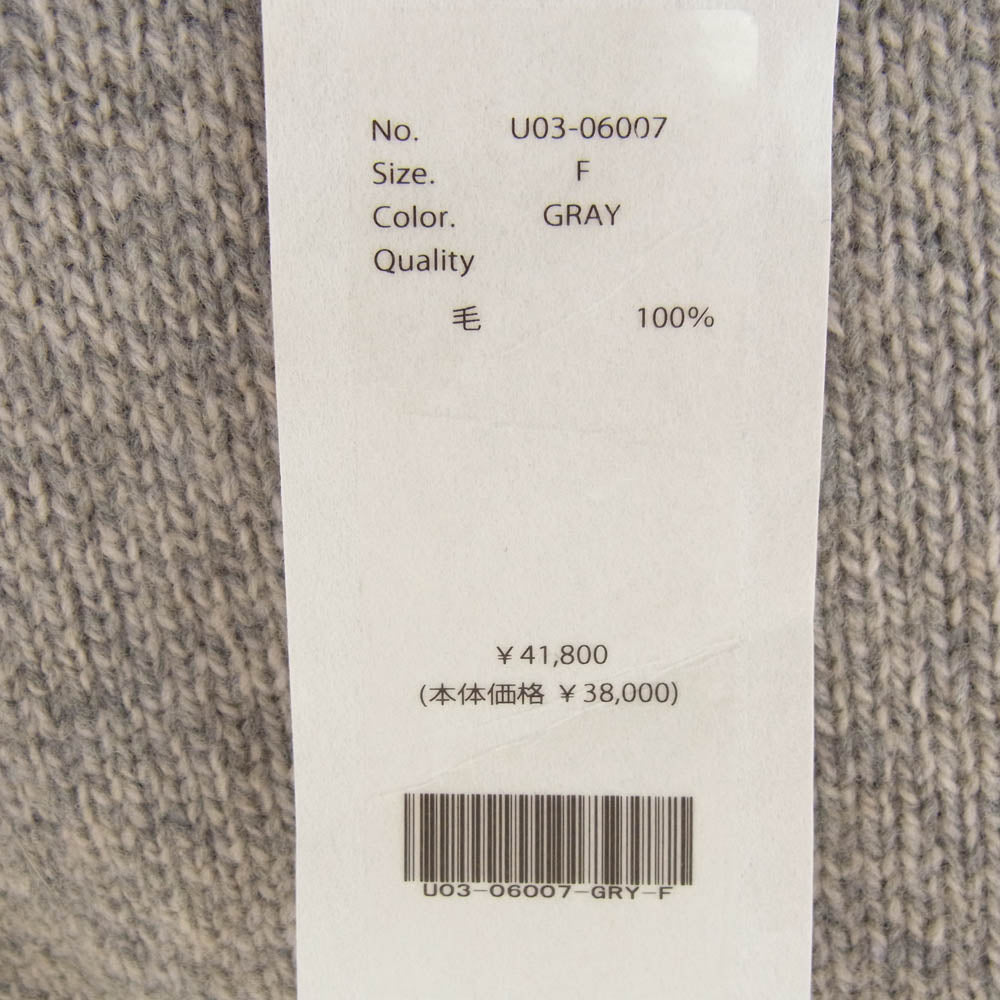 No. U03-06007
Size. F
Color. GRAY
Quality
毛 100%
¥41,800
(本体価格 ¥38,000)
U03-06007-GRY-F